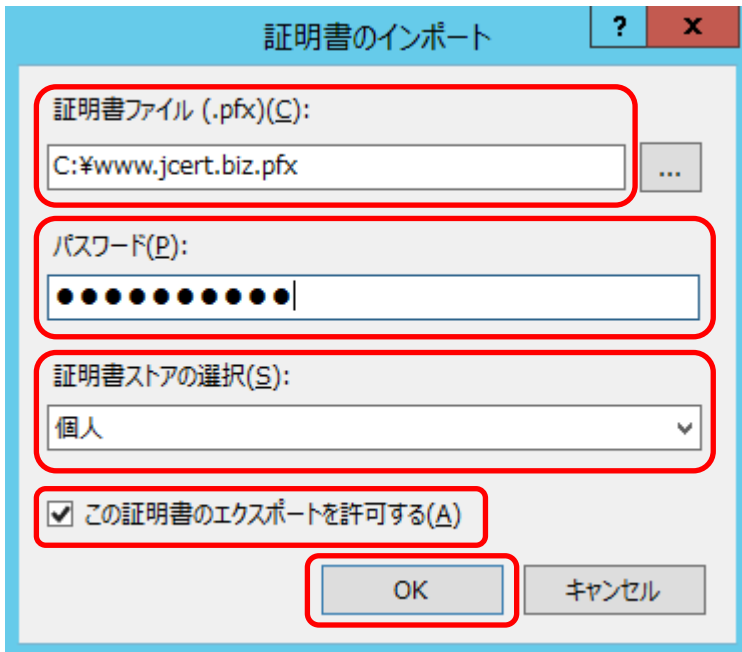 証明書のインポート
?
x
証明書ファイル (.pfx)(C):
C:¥www.jcert.biz.pfx
...
パスワード(P):
●●●●●●●●●●
証明書ストアの選択(S):
個人
この証明書のエクスポートを許可する(A)
OK
キャンセル